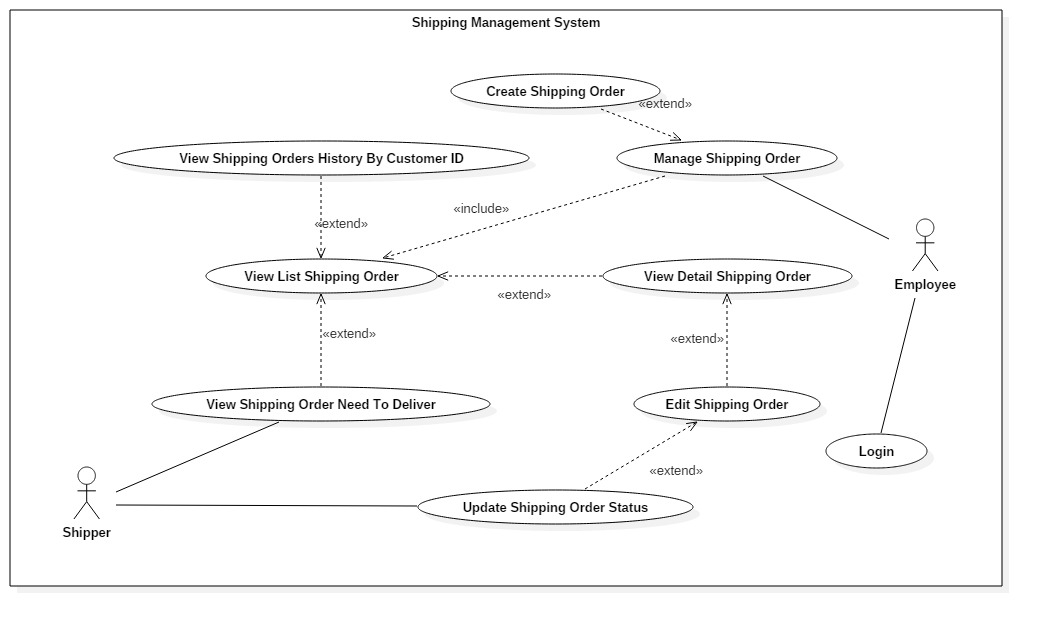 Shipping Management System
Create Shipping Order
«extend»
View Shipping Orders History By Customer ID
Manage Shipping Order
«include»
«extend»
View List Shipping Order
View Detail Shipping Order
Employee
«extend»
«extend»
«extend»
View Shipping Order Need To Deliver
Edit Shipping Order
Login
«extend»
Update Shipping Order Status
Shipper